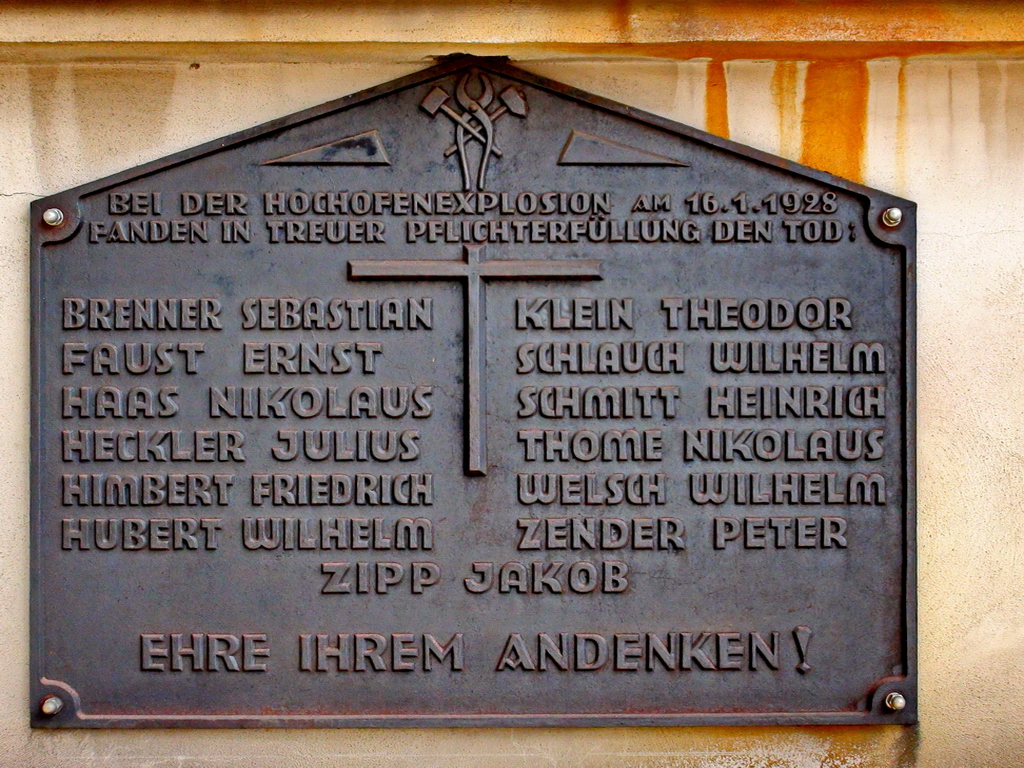 BEI DER HOCHOFENEXPLOSION AM 16.1.1928
FANDEN IN TREUER PFLICHTERFÜLLUNG DEN TOD:
BRENNER SEBASTIAN
FAUST ERNST
HAAS NIKOLAUS
HECKLER JULIUS
HIMBERT FRIEDRICH
HUBERT WILHELM
KLEIN THEODOR
SCHLAUCH WILHELM
SCHMITT HEINRICH
THOME NIKOLAUS
WELSCH WILHELM
ZENDER PETER
ZIPP JAKOB
EHRE IHREM ANDENKEN!